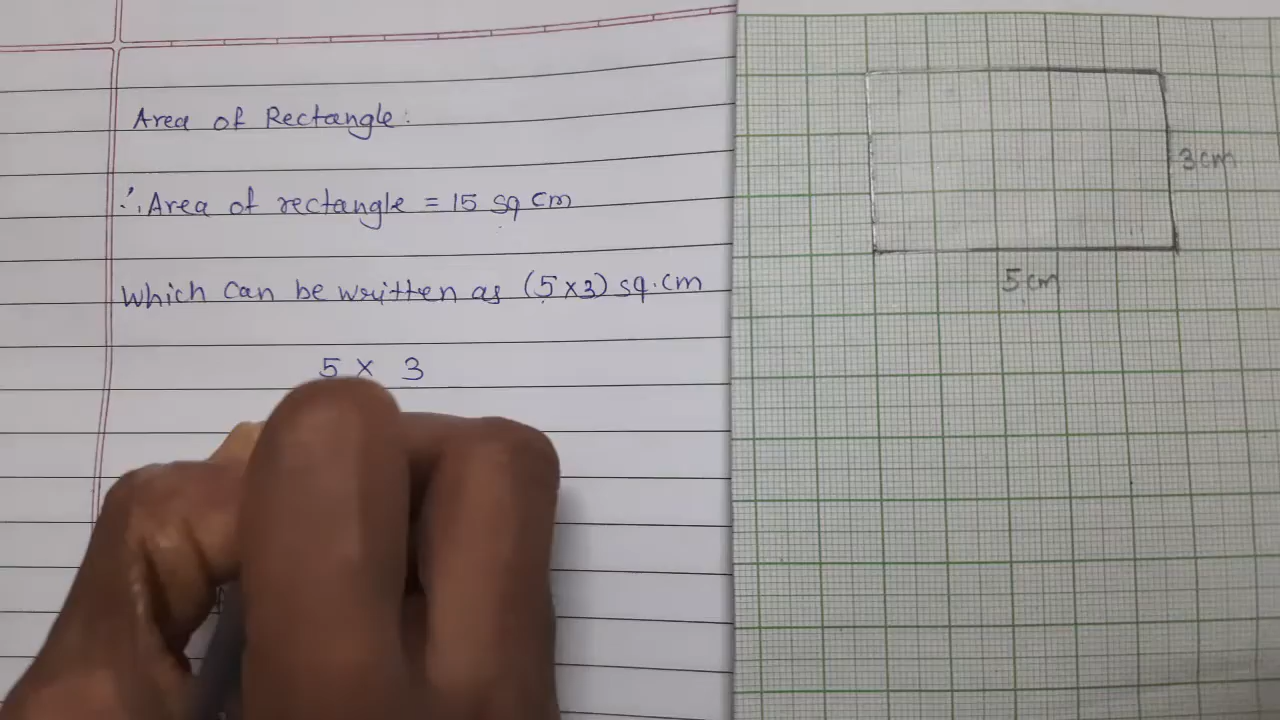 Area of Rectangle:
∴ Area of rectangle = 15 sq cm
Which can be written as (5×3) sq.cm
5 × 3
3cm
5cm